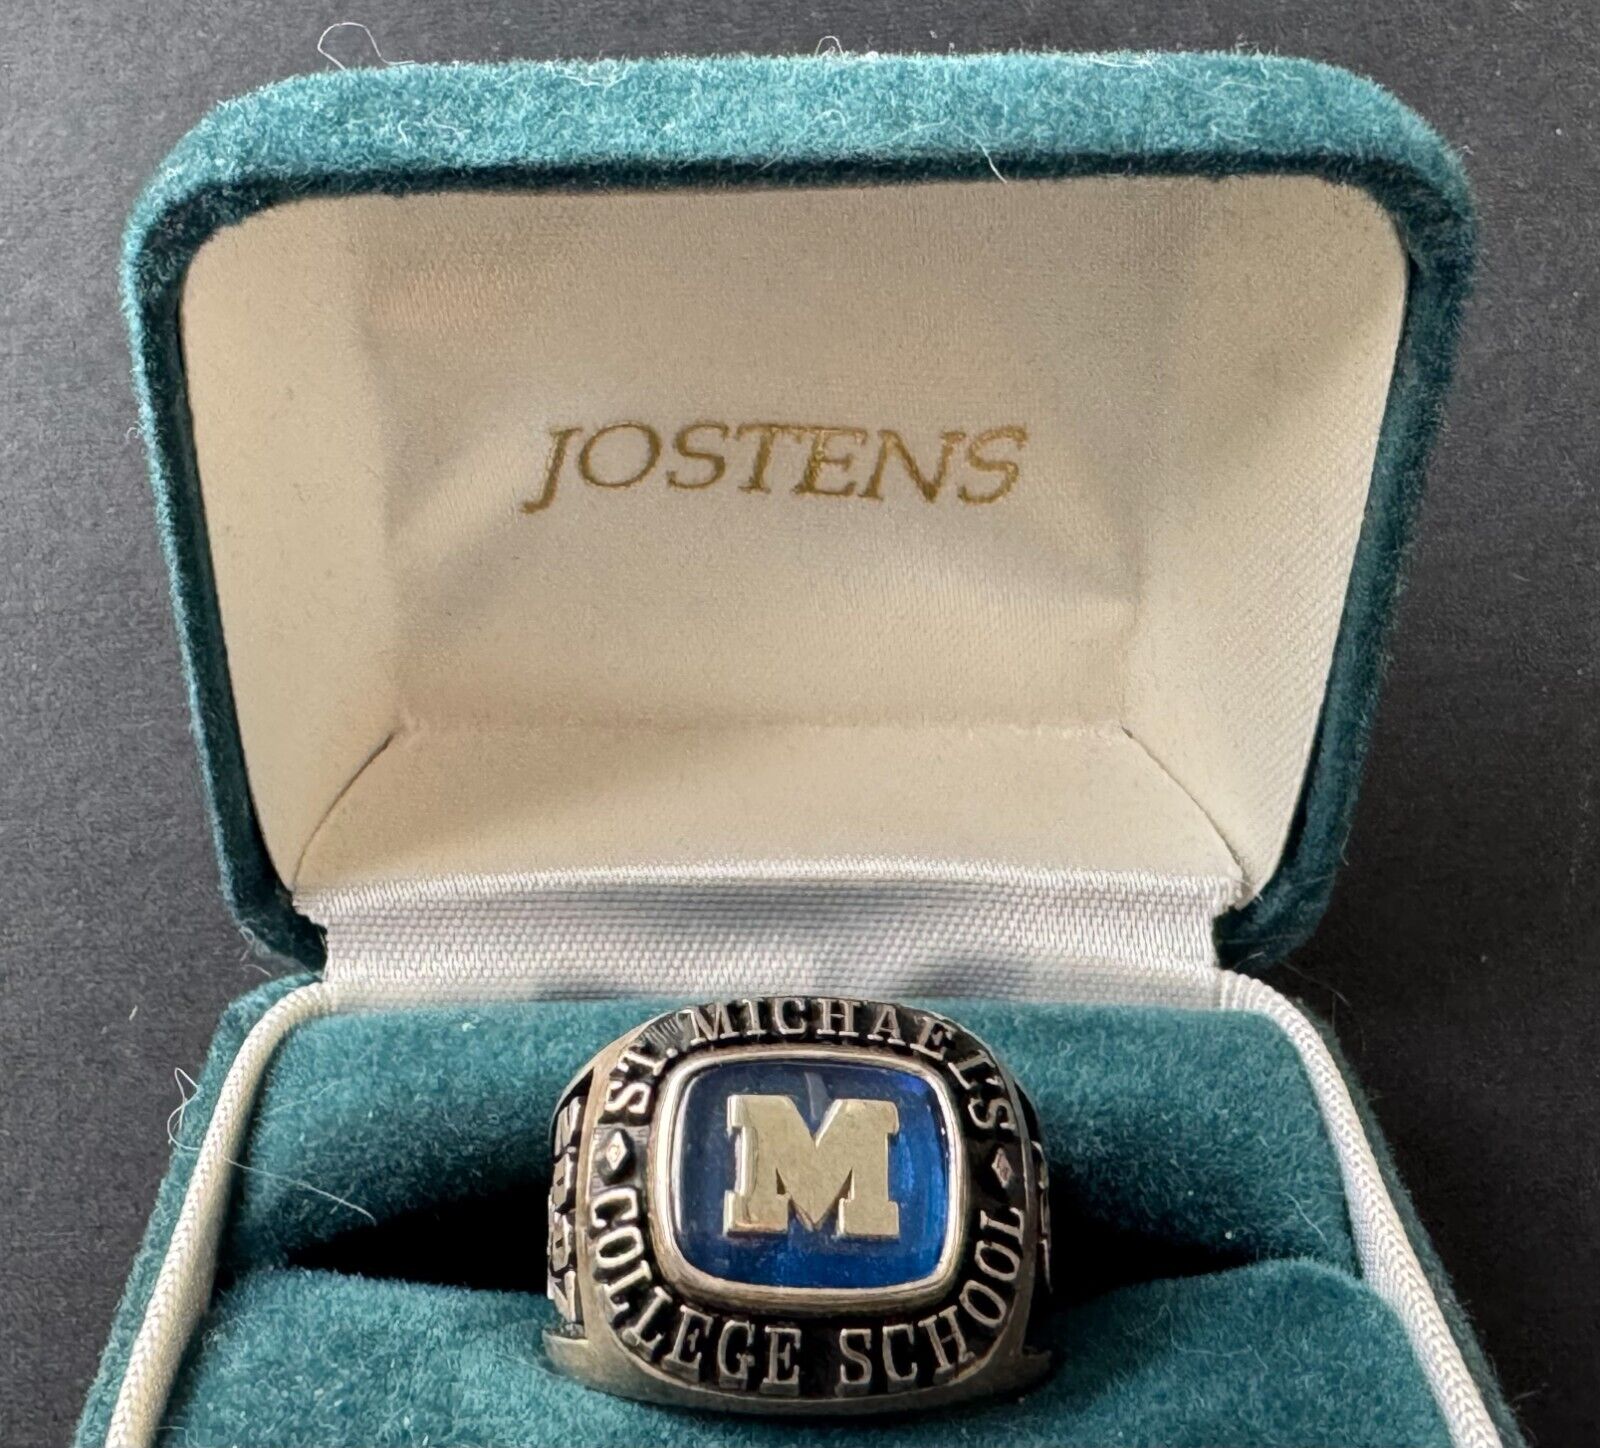 JOSTENS
ST. MICHAEL'S
M
COLLEGE SCHOOL